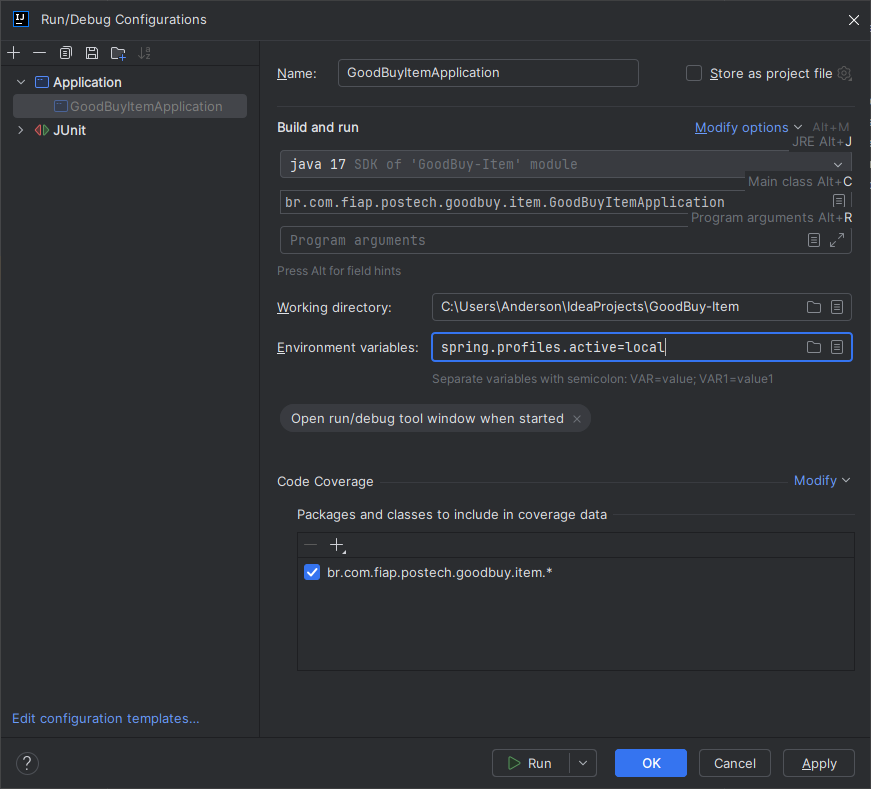 IJ
Run/Debug Configurations
Application
GoodBuyItemApplication
JUnit
Edit configuration templates...
Name:
GoodBuyItemApplication
Store as project file
Build and run
Modify options
Alt+M
JRE Alt+J
java 17 SDK of 'GoodBuy-Item' module
Main class Alt+C
br.com.fiap.postech.goodbuy.item.GoodBuyItemApplication
Program arguments Alt+R
Program arguments
Press Alt for field hints
Working directory:
C:\Users\Anderson\IdeaProjects\GoodBuy-Item
Environment variables:
spring.profiles.active=local
Separate variables with semicolon: VAR=value; VAR1=value1
Open run/debug tool window when started
Code Coverage
Modify
Packages and classes to include in coverage data
br.com.fiap.postech.goodbuy.item.*
?
Run
OK
Cancel
Apply